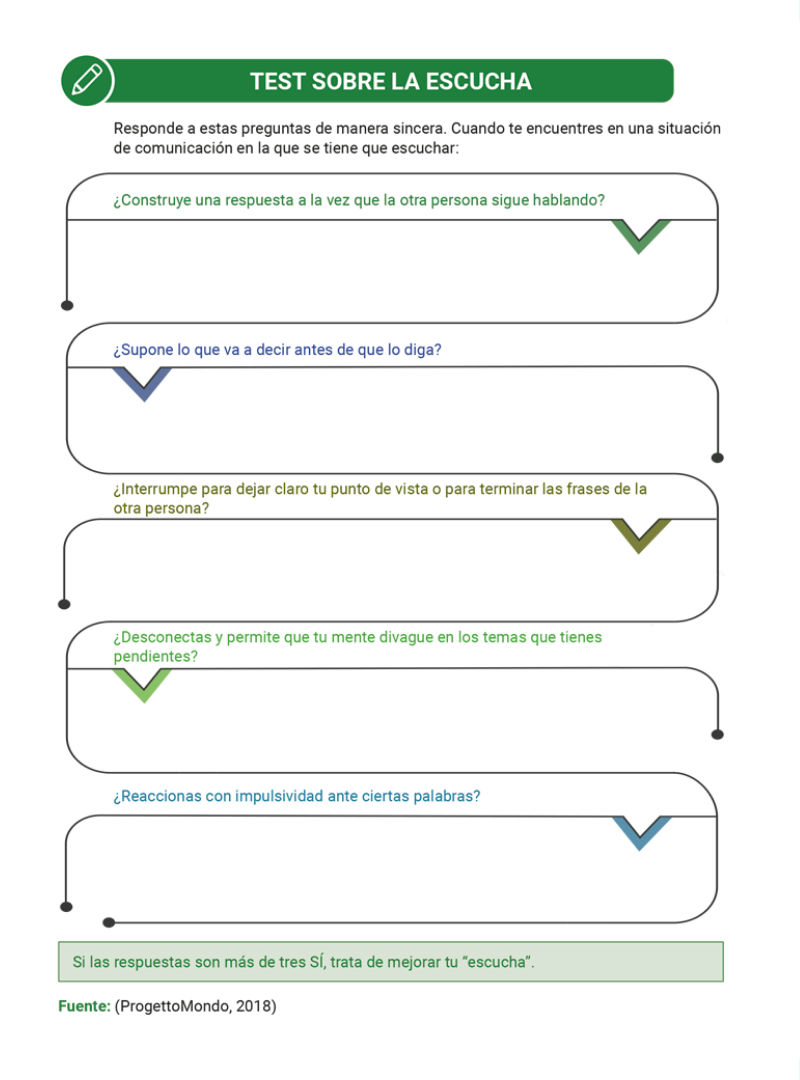 TEST SOBRE LA ESCUCHA
Responde a estas preguntas de manera sincera. Cuando te encuentres en una situación
de comunicación en la que se tiene que escuchar:
¿Construye una respuesta a la vez que la otra persona sigue hablando?
¿Supone lo que va a decir antes de que lo diga?
¿Interrumpe para dejar claro tu punto de vista o para terminar las frases de la
otra persona?
¿Desconectas y permite que tu mente divague en los temas que tienes
pendientes?
¿Reaccionas con impulsividad ante ciertas palabras?
Si las respuestas son más de tres SÍ, trata de mejorar tu “escucha”.
Fuente: (ProgettoMondo, 2018)